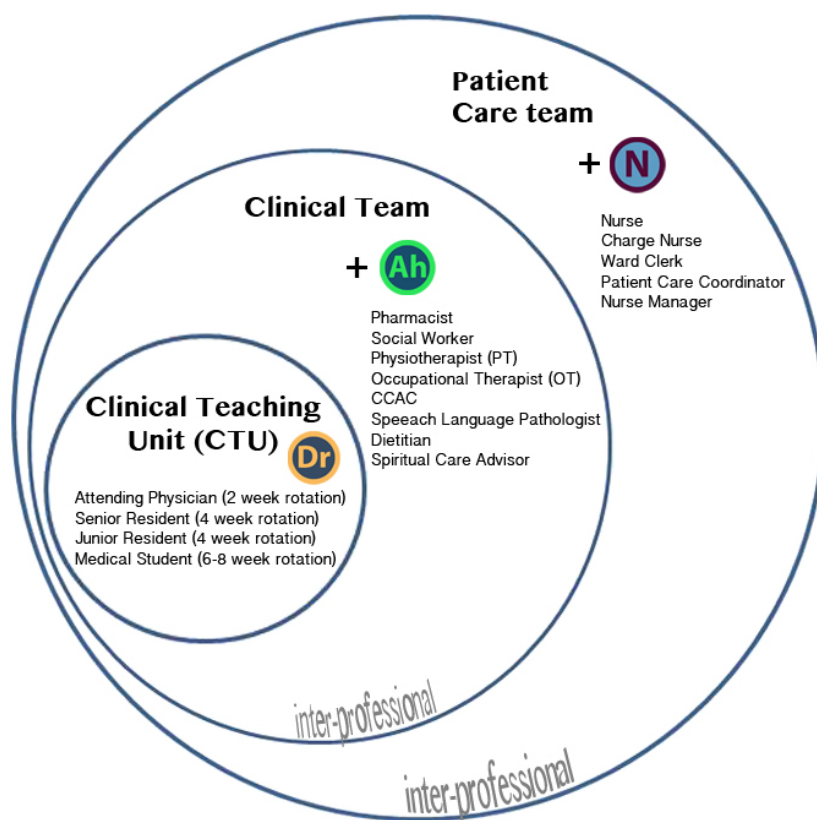 Patient
Care team
+ N
Nurse
Charge Nurse
Ward Clerk
Patient Care Coordinator
Nurse Manager
Clinical Team
+ Ah
Pharmacist
Social Worker
Physiotherapist (PT)
Occupational Therapist (OT)
CCAC
Speeach Language Pathologist
Dietitian
Spiritual Care Advisor
Clinical Teaching
Unit (CTU)
Dr
Attending Physician (2 week rotation)
Senior Resident (4 week rotation)
Junior Resident (4 week rotation)
Medical Student (6-8 week rotation)
inter-professional
inter-professional